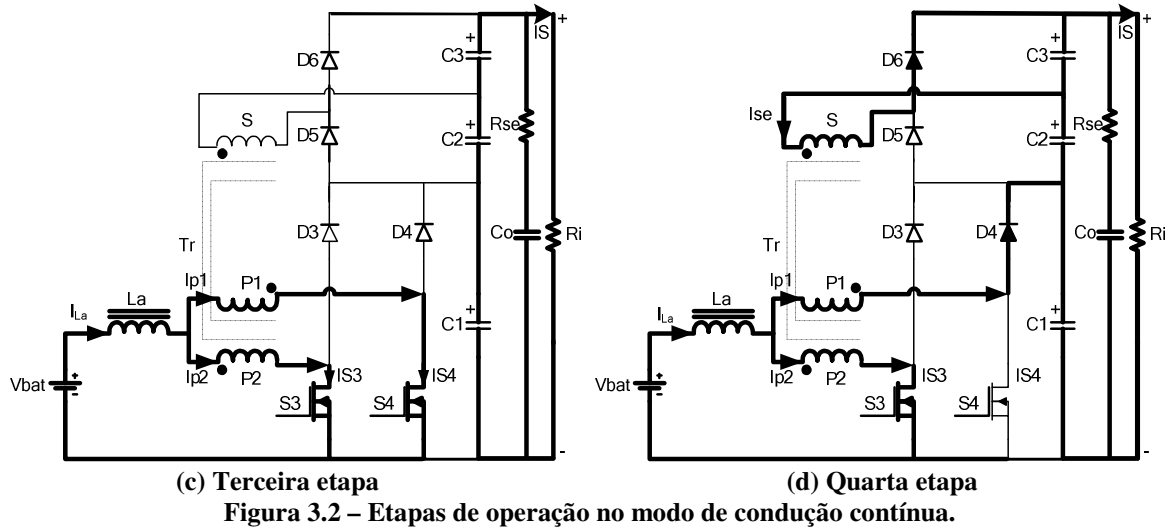 IS
+
D6
+
C3
S
D5
+
C2
Rse
D3
D4
Co
Ri
Tr
Ip1
P1
La
ILa
+
C1
Ip2
P2
Vbat
+
-
IS3
IS4
S3
S4
-
(c) Terceira etapa
IS
+
D6
+
C3
Ise
S
D5
+
C2
Rse
D3
D4
Co
Ri
Tr
Ip1
P1
La
ILa
+
C1
Ip2
P2
Vbat
+
-
IS3
IS4
S3
S4
-
(d) Quarta etapa
Figura 3.2 – Etapas de operação no modo de condução contínua.